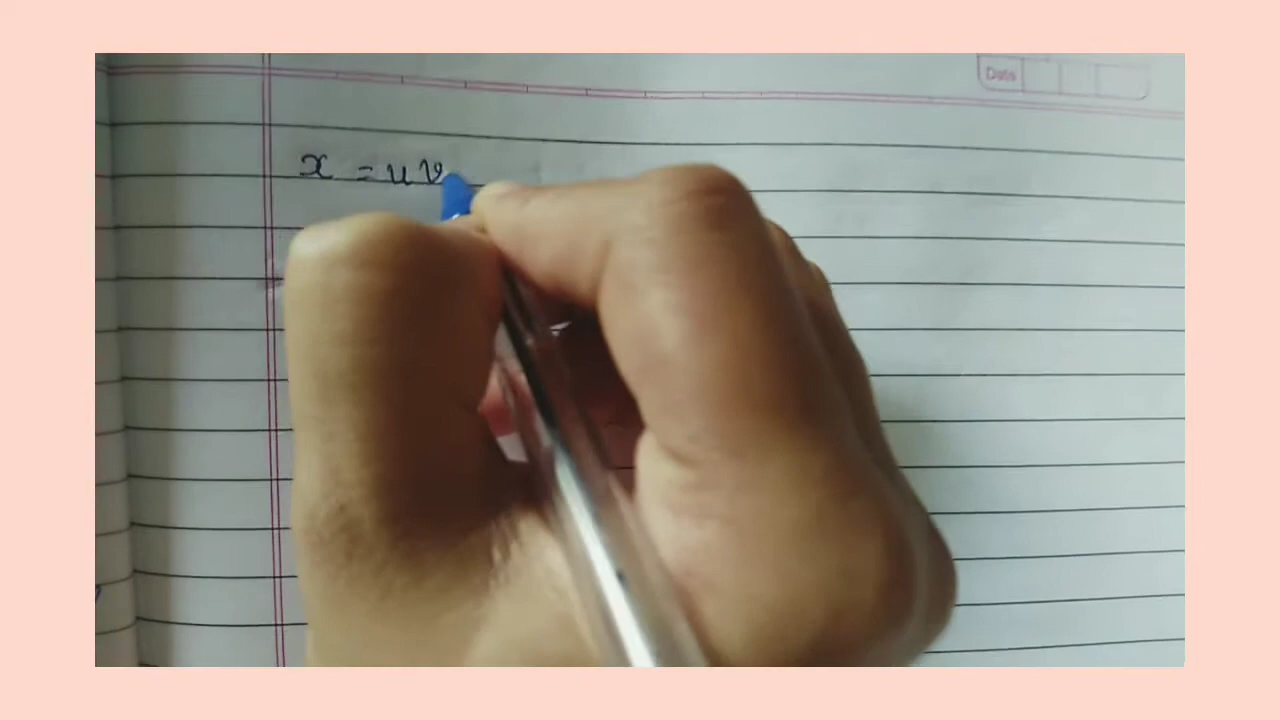 Date
x = uv